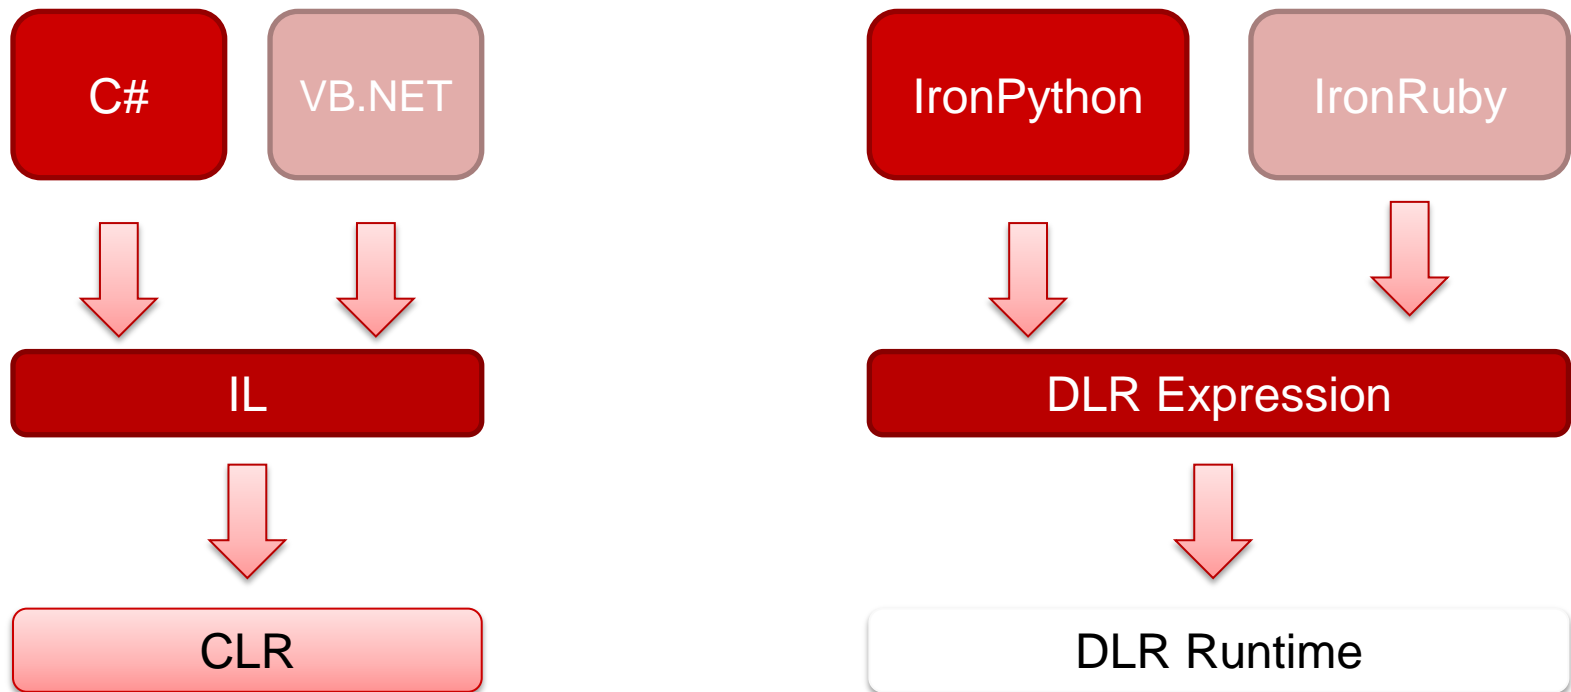 C#
VB.NET
IronPython
IronRuby
IL
DLR Expression
CLR
DLR Runtime